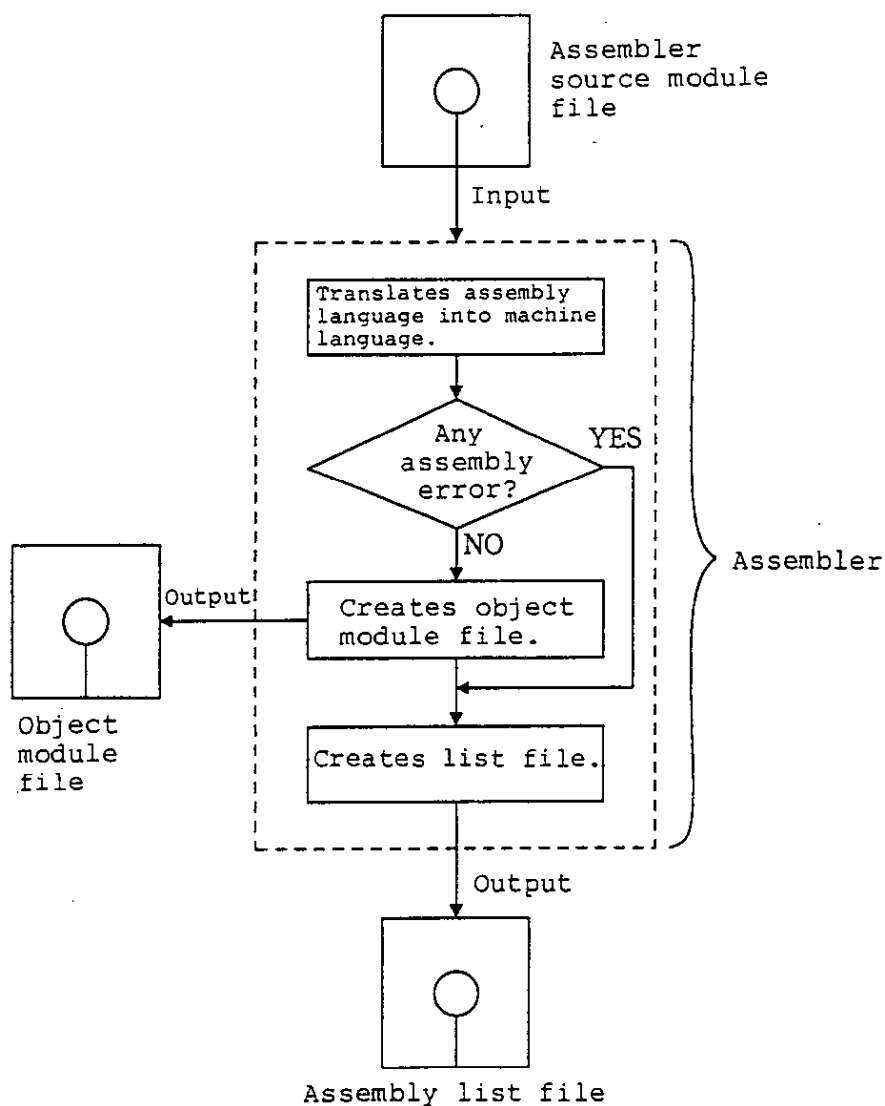 Assembler
source module
file
Input
Translates assembly
language into machine
language.
Any
assembly
error?
YES
NO
Assembler
Output
Creates object
module file.
Object
module
file
Creates list file.
Output
Assembly list file